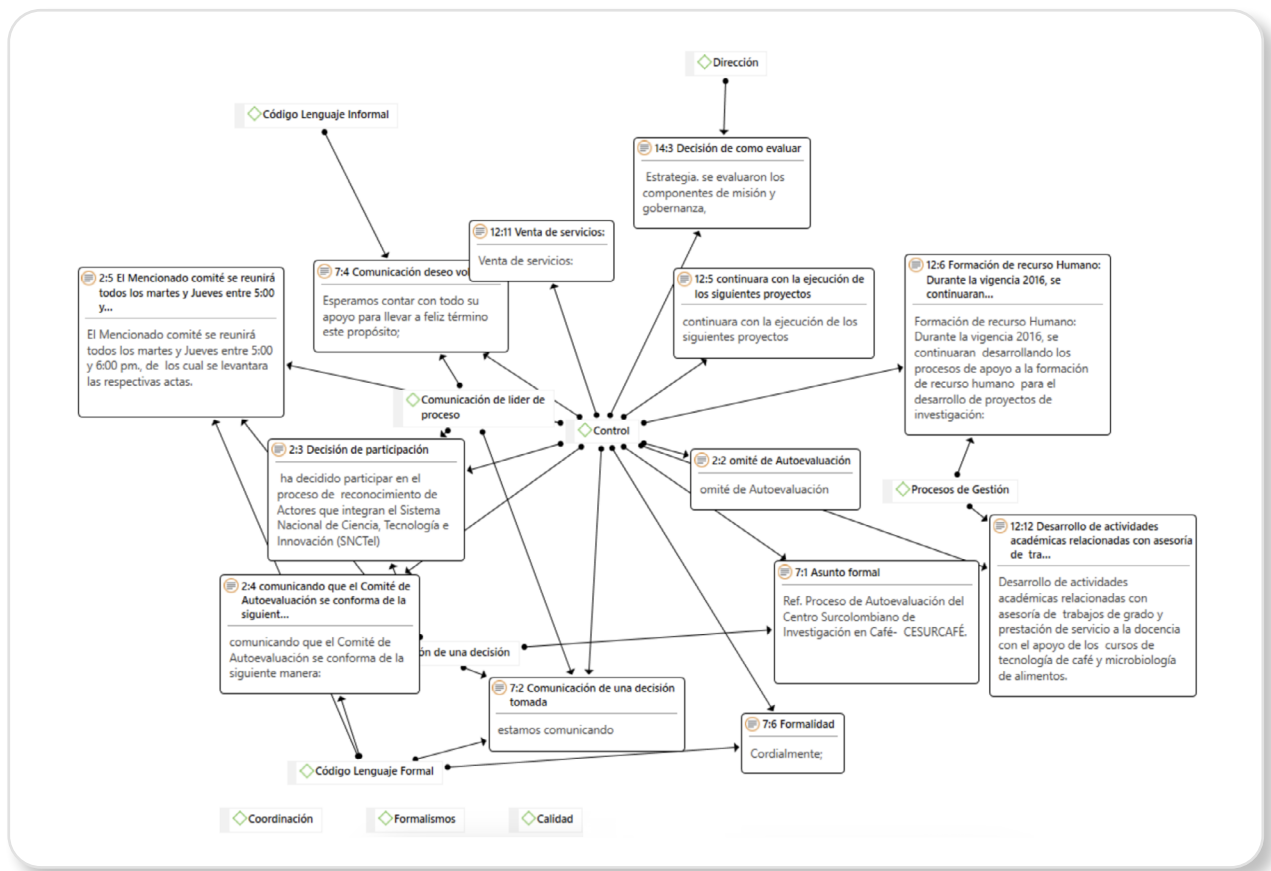 Dirección
Código Lenguaje Informal
14:3 Decisión de como evaluar
Estrategia. se evaluaron los
componentes de misión y
gobernanza,
12:11 Venta de servicios:
Venta de servicios:
7:4 Comunicación deseo
Esperamos contar con todo su
apoyo para llevar a feliz término
este propósito;
2:5 El Mencionado comité se reunirá
todos los martes y Jueves entre 5:00
y...
El Mencionado comité se reunirá
todos los martes y Jueves entre 5:00
y 6:00 pm., de los cual se levantara
las respectivas actas.
12:5 continuara con la ejecución de
los siguientes proyectos
continuara con la ejecución de los
siguientes proyectos
12:6 Formación de recurso Humano:
Durante la vigencia 2016, se
continuaran...
Formación de recurso Humano:
Durante la vigencia 2016, se
continuaran desarrollando los
procesos de apoyo a la formación
de recurso humano para el
desarrollo de proyectos de
investigación:
Comunicación de lider de
proceso
Control
2:3 Decisión de participación
ha decidido participar en el
proceso de reconocimiento de
Actores que integran el Sistema
Nacional de Ciencia, Tecnología e
Innovación (SNCTeI)
2:2 omité de Autoevaluación
omité de Autoevaluación
Procesos de Gestión
12:12 Desarrollo de actividades
académicas relacionadas con asesoría
de tra...
Desarrollo de actividades
académicas relacionadas con
asesoría de trabajos de grado y
prestación de servicio a la docencia
con el apoyo de los cursos de
tecnología de café y microbiología
de alimentos.
7:1 Asunto formal
Ref. Proceso de Autoevaluación del
Centro Surcolombiano de
Investigación en Café- CESURCAFÉ.
2:4 comunicando que el Comité de
Autoevaluación se conforma de la
siguient...
comunicando que el Comité de
Autoevaluación se conforma de la
siguiente manera:
ón de una decisión
7:2 Comunicación de una decisión
tomada
estamos comunicando
7:6 Formalidad
Cordialmente;
Código Lenguaje Formal
Coordinación
Formalismos
Calidad